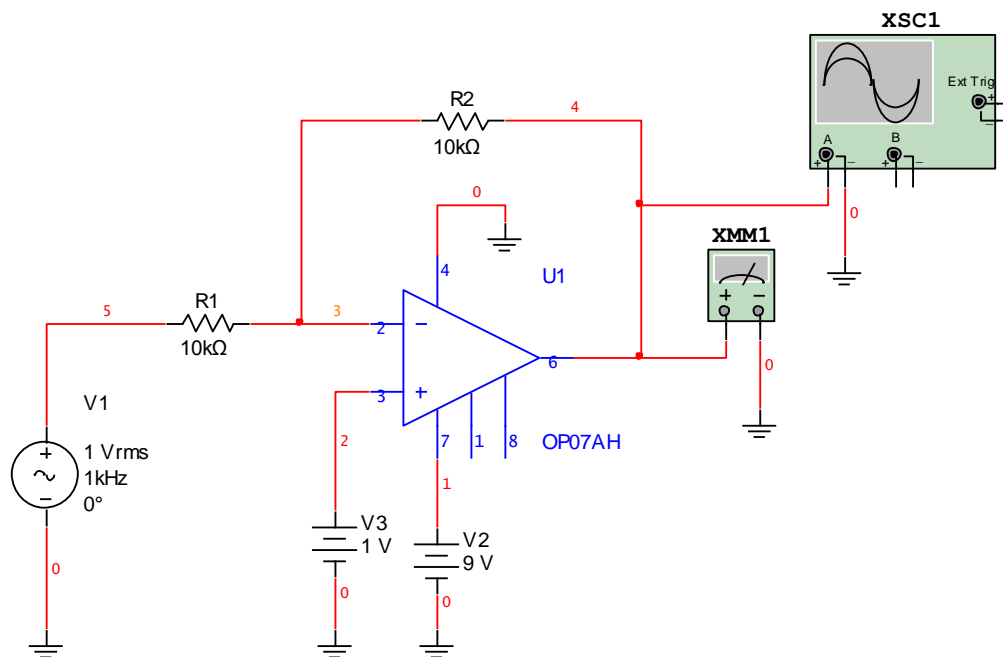 XSC1
Ext Trig
+
−
A
B
+
−
+
−
R2
10kΩ
4
0
0
XMM1
+
−
4
U1
5
R1
10kΩ
3
2
−
6
3
+
0
V1
2
7
1
8
OP07AH
+
1 Vrms
1kHz
0°
−
1
V3
1 V
V2
9 V
0
0
0